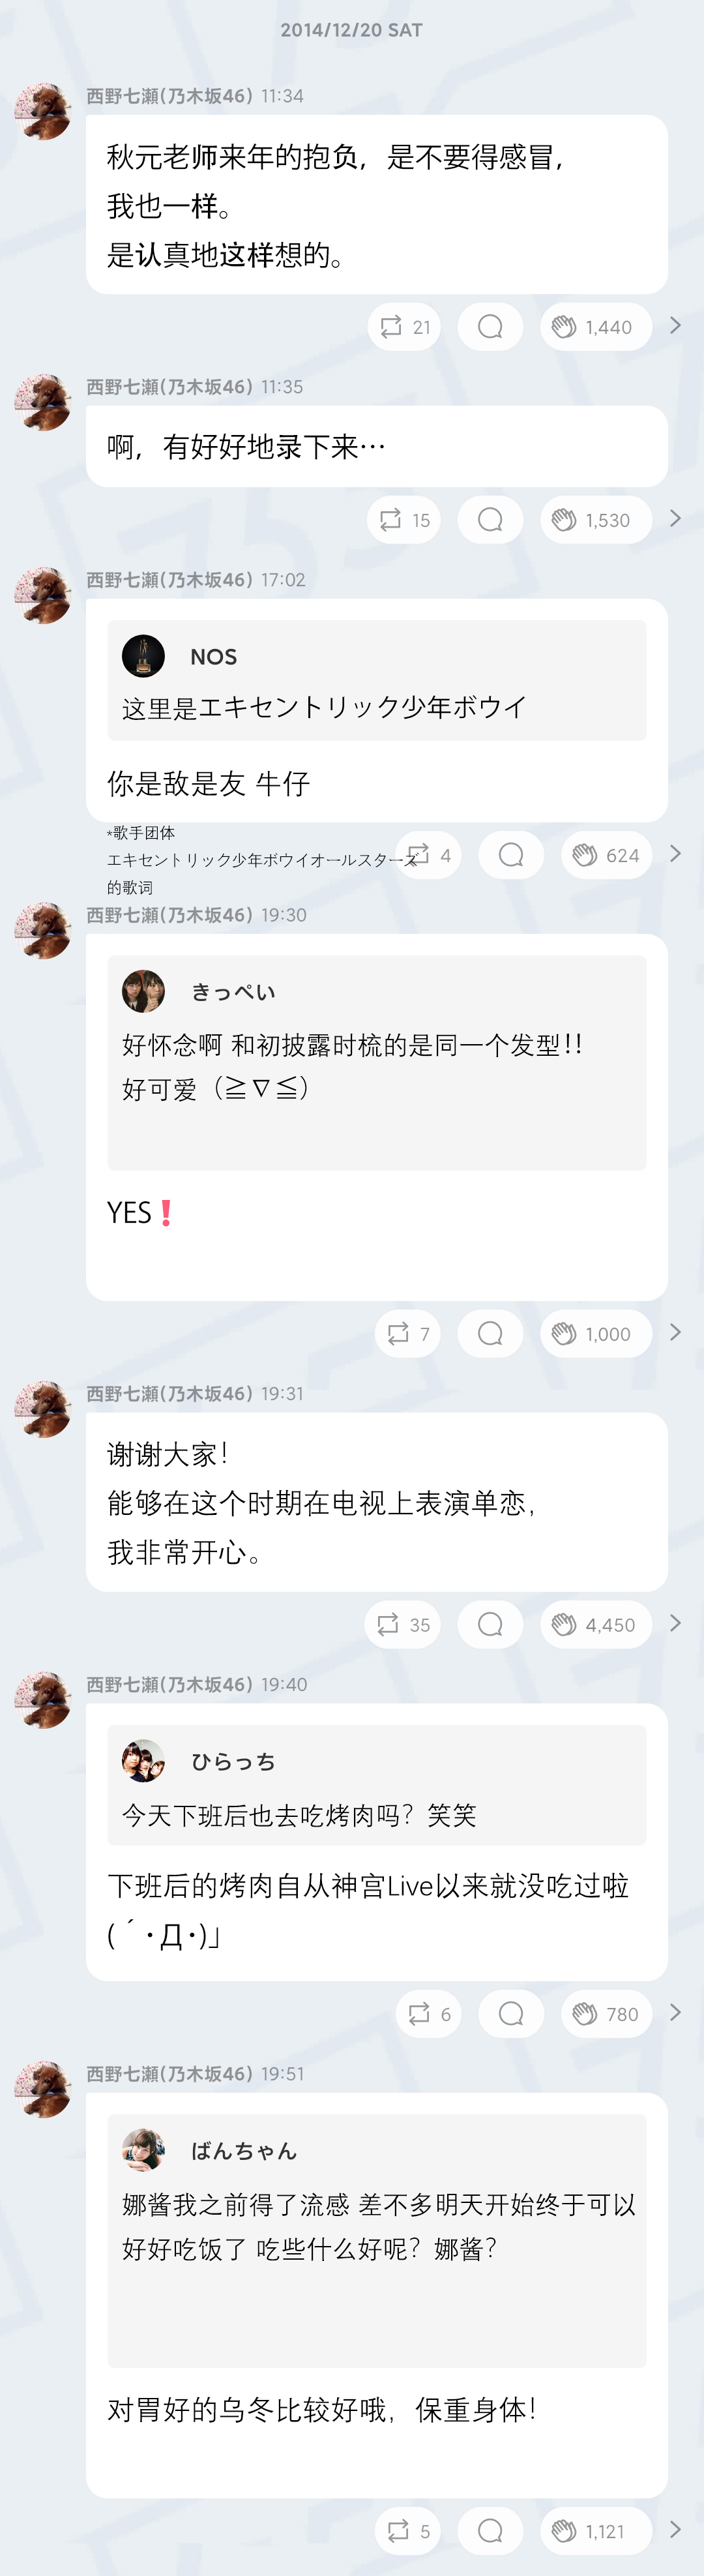 2014/12/20 SAT
西野七瀬(乃木坂46) 11:34
秋元老师来年的抱负，是不要得感冒，
我也一样。
是认真地这样想的。
21
1,440
西野七瀬(乃木坂46) 11:35
啊，有好好地录下来…
15
1,530
西野七瀬(乃木坂46) 17:02
NOS
这里是エキセントリック少年ボウイ
你是敌是友 牛仔
*歌手团体
エキセントリック少年ボウイオールスターズ
的歌词
4
624
西野七瀬(乃木坂46) 19:30
きっぺい
好怀念啊 和初披露时梳的是同一个发型!!
好可爱（≧∇≦）
YES❗
7
1,000
西野七瀬(乃木坂46) 19:31
谢谢大家！
能够在这个时期在电视上表演单恋，
我非常开心。
35
4,450
西野七瀬(乃木坂46) 19:40
ひらっち
今天下班后也去吃烤肉吗？笑笑
下班后的烤肉自从神宫Live以来就没吃过啦
(´･Д･)」
6
780
西野七瀬(乃木坂46) 19:51
ばんちゃん
娜酱我之前得了流感 差不多明天开始终于可以
好好吃饭了 吃些什么好呢？娜酱？
对胃好的乌冬比较好哦，保重身体！
5
1,121